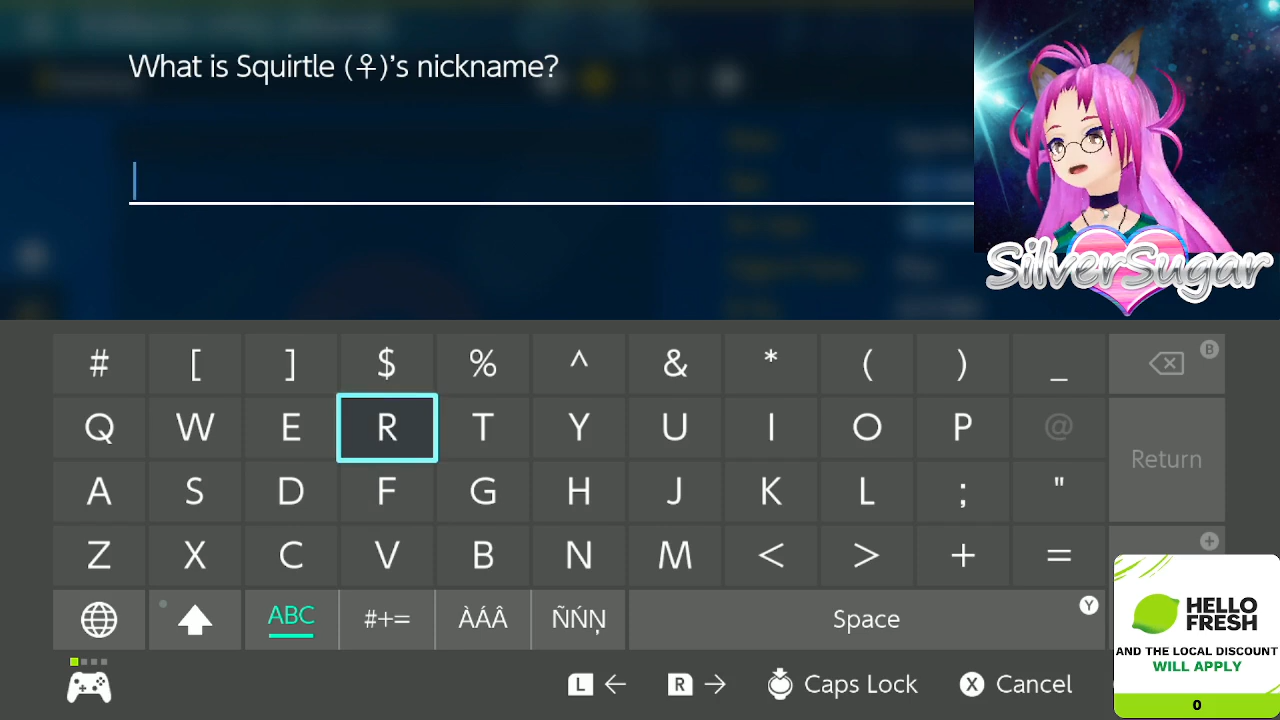 What is Squirtle (♀)'s nickname?
SilverSugar
# [ ] $ % ^ & * ( ) _ B
Q W E R T Y U I O P @
Return
A S D F G H J K L ; "
Z X C V B N M < > + = +
ABC #+= ÀÁÂ ÑŃŅ Space Y
HELLO
FRESH
AND THE LOCAL DISCOUNT
WILL APPLY
0
L ← R → Caps Lock X Cancel